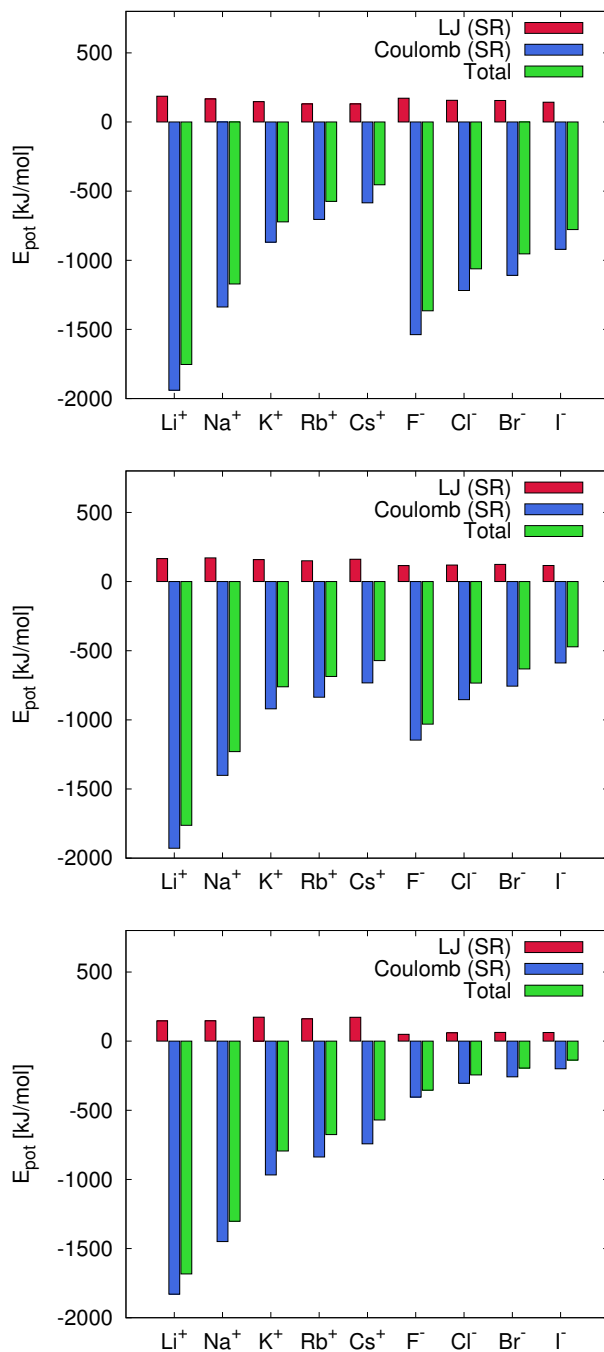 LJ (SR)
Coulomb (SR)
Total
E_pot [kJ/mol]
500
0
-500
-1000
-1500
-2000
Li⁺ Na⁺ K⁺ Rb⁺ Cs⁺ F⁻ Cl⁻ Br⁻ I⁻
LJ (SR)
Coulomb (SR)
Total
E_pot [kJ/mol]
500
0
-500
-1000
-1500
-2000
Li⁺ Na⁺ K⁺ Rb⁺ Cs⁺ F⁻ Cl⁻ Br⁻ I⁻
LJ (SR)
Coulomb (SR)
Total
E_pot [kJ/mol]
500
0
-500
-1000
-1500
-2000
Li⁺ Na⁺ K⁺ Rb⁺ Cs⁺ F⁻ Cl⁻ Br⁻ I⁻